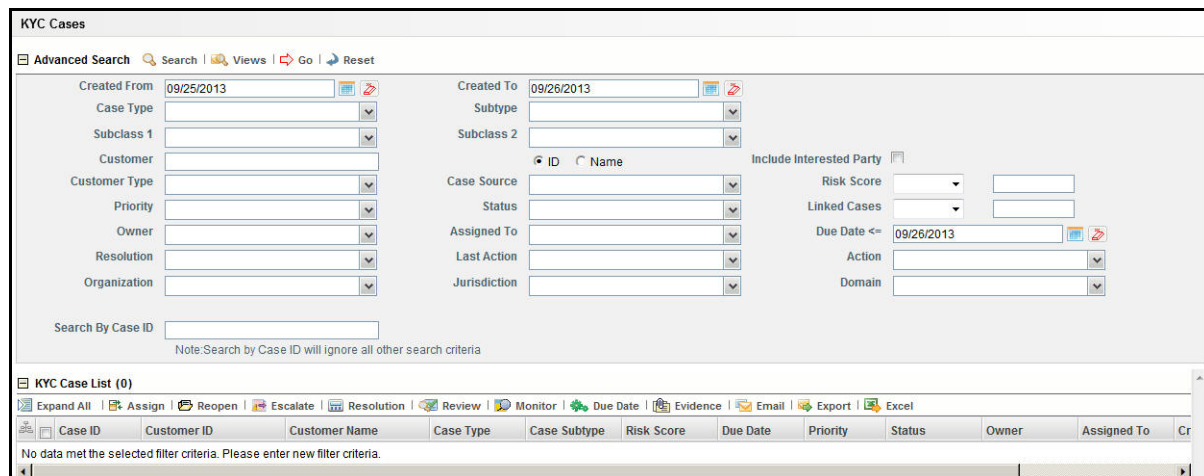 KYC Cases
Advanced Search Search | Views | Go | Reset
Created From 09/25/2013 Created To 09/26/2013
Case Type Subtype
Subclass 1 Subclass 2
Customer ID Name Include Interested Party
Customer Type Case Source Risk Score
Priority Status Linked Cases
Owner Assigned To Due Date <= 09/26/2013
Resolution Last Action Action
Organization Jurisdiction Domain
Search By Case ID
Note:Search by Case ID will ignore all other search criteria
KYC Case List (0)
Expand All | Assign | Reopen | Escalate | Resolution | Review | Monitor | Due Date | Evidence | Email | Export | Excel
Case ID Customer ID Customer Name Case Type Case Subtype Risk Score Due Date Priority Status Owner Assigned To Cr
No data met the selected filter criteria. Please enter new filter criteria.